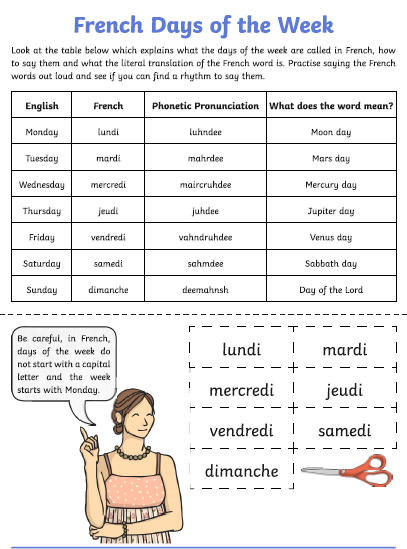 French Days of the Week
Look at the table below which explains what the days of the week are called in French, how
to say them and what the literal translation of the French word is. Practise saying the French
words out loud and see if you can find a rhythm to say them.
English French Phonetic Pronunciation What does the word mean?
Monday lundi luhndee Moon day
Tuesday mardi mahrdee Mars day
Wednesday mercredi maircruhdee Mercury day
Thursday jeudi juhdee Jupiter day
Friday vendredi vahndruhdee Venus day
Saturday samedi sahmdee Sabbath day
Sunday dimanche deemahnsh Day of the Lord
Be careful, in French,
days of the week do
not start with a capital
letter and the week
starts with Monday.
lundi mardi
mercredi jeudi
vendredi samedi
dimanche